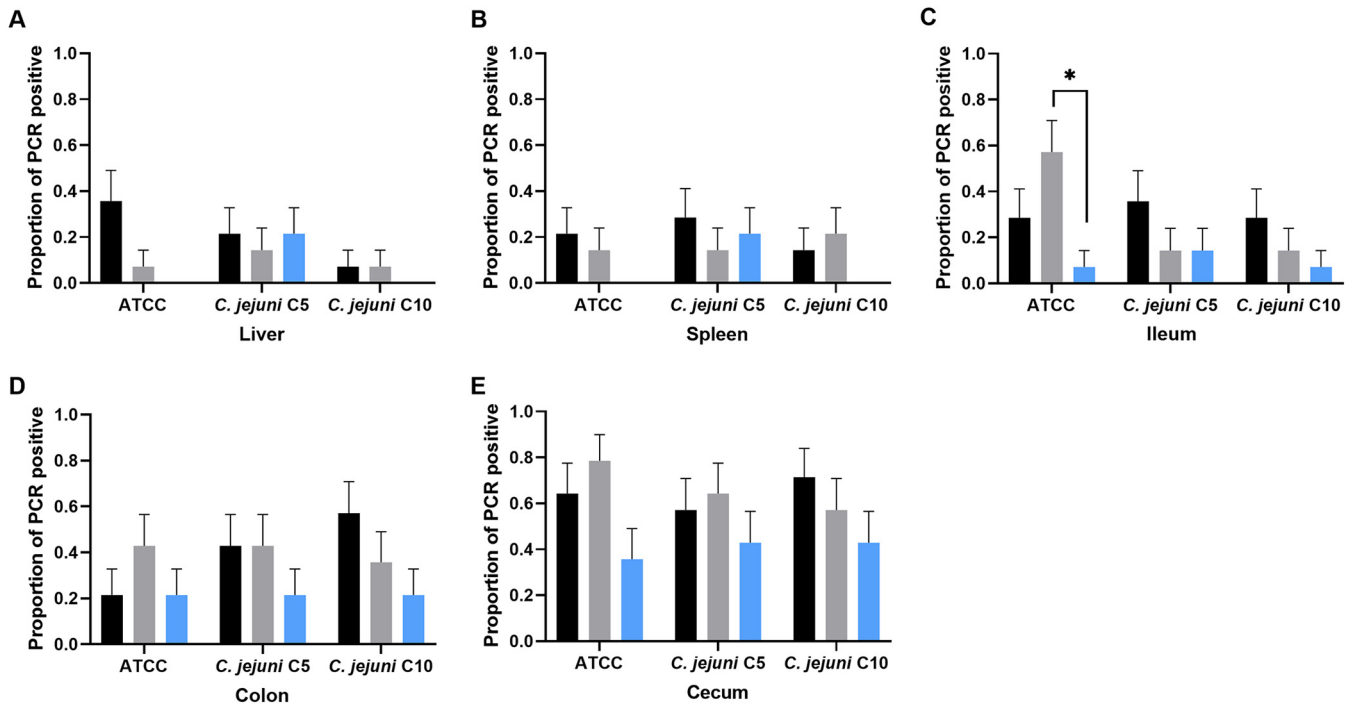 A
Proportion of PCR positive
1.0
0.8
0.6
0.4
0.2
0.0
ATCC
C. jejuni C5
C. jejuni C10
Liver
B
Proportion of PCR positive
1.0
0.8
0.6
0.4
0.2
0.0
ATCC
C. jejuni C5
C. jejuni C10
Spleen
C
Proportion of PCR positive
1.0
0.8
0.6
0.4
0.2
0.0
*
ATCC
C. jejuni C5
C. jejuni C10
Ileum
D
Proportion of PCR positive
1.0
0.8
0.6
0.4
0.2
0.0
ATCC
C. jejuni C5
C. jejuni C10
Colon
E
Proportion of PCR positive
1.0
0.8
0.6
0.4
0.2
0.0
ATCC
C. jejuni C5
C. jejuni C10
Cecum